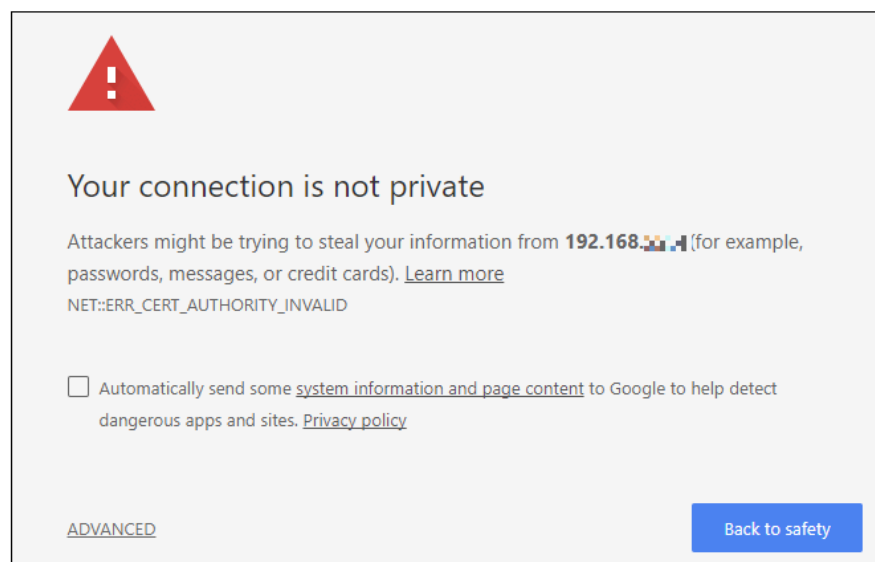 Your connection is not private
Attackers might be trying to steal your information from 192.168. (for example,
passwords, messages, or credit cards). Learn more
NET::ERR_CERT_AUTHORITY_INVALID
Automatically send some system information and page content to Google to help detect
dangerous apps and sites. Privacy policy
ADVANCED
Back to safety